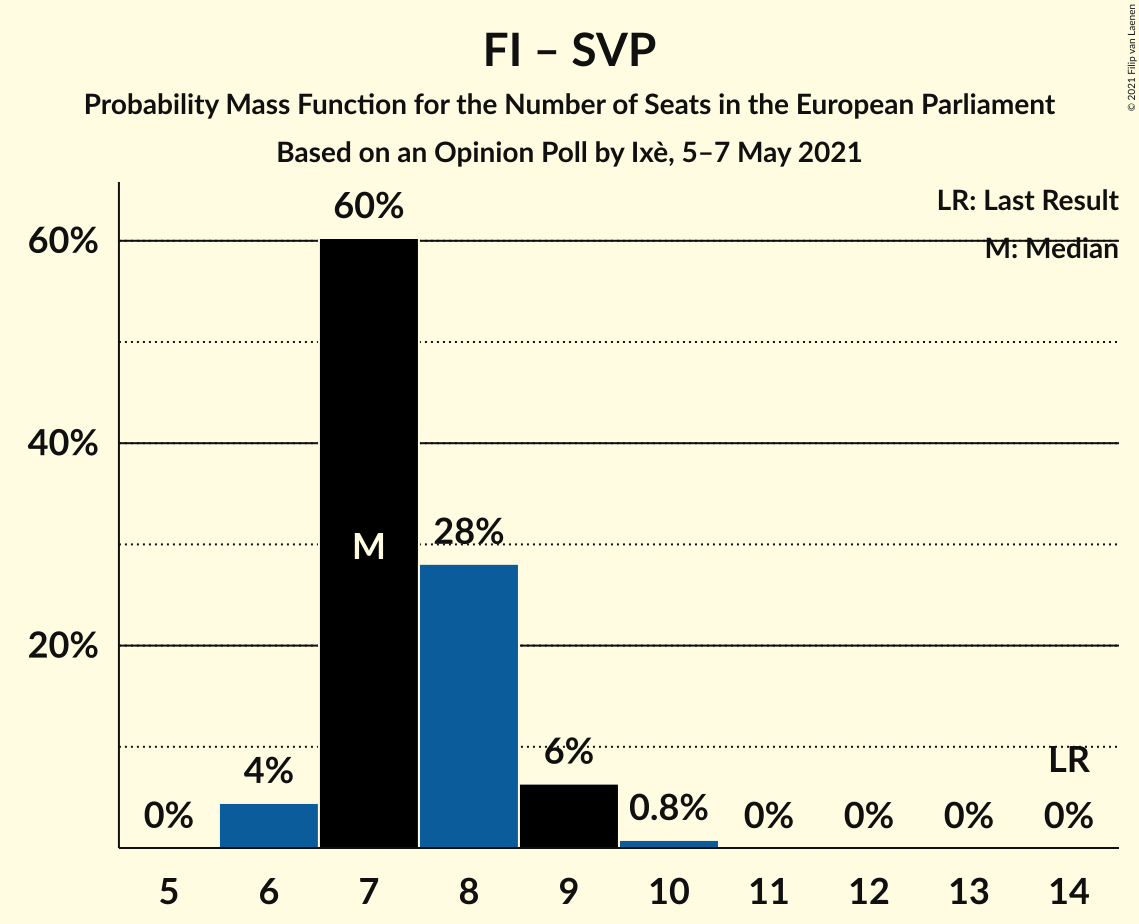 FI – SVP
Probability Mass Function for the Number of Seats in the European Parliament
Based on an Opinion Poll by Ixè, 5–7 May 2021
© 2021 Filip van Laenen
LR: Last Result
M: Median
60%
40%
20%
0%
4%
60%
M
28%
6%
0.8%
0%
0%
0%
LR
0%
5 6 7 8 9 10 11 12 13 14